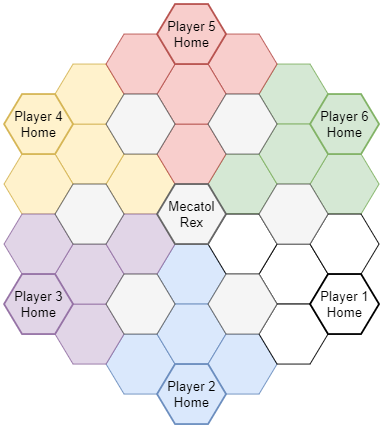 Player 5
Home
Player 4
Home
Player 6
Home
Mecatol
Rex
Player 3
Home
Player 1
Home
Player 2
Home